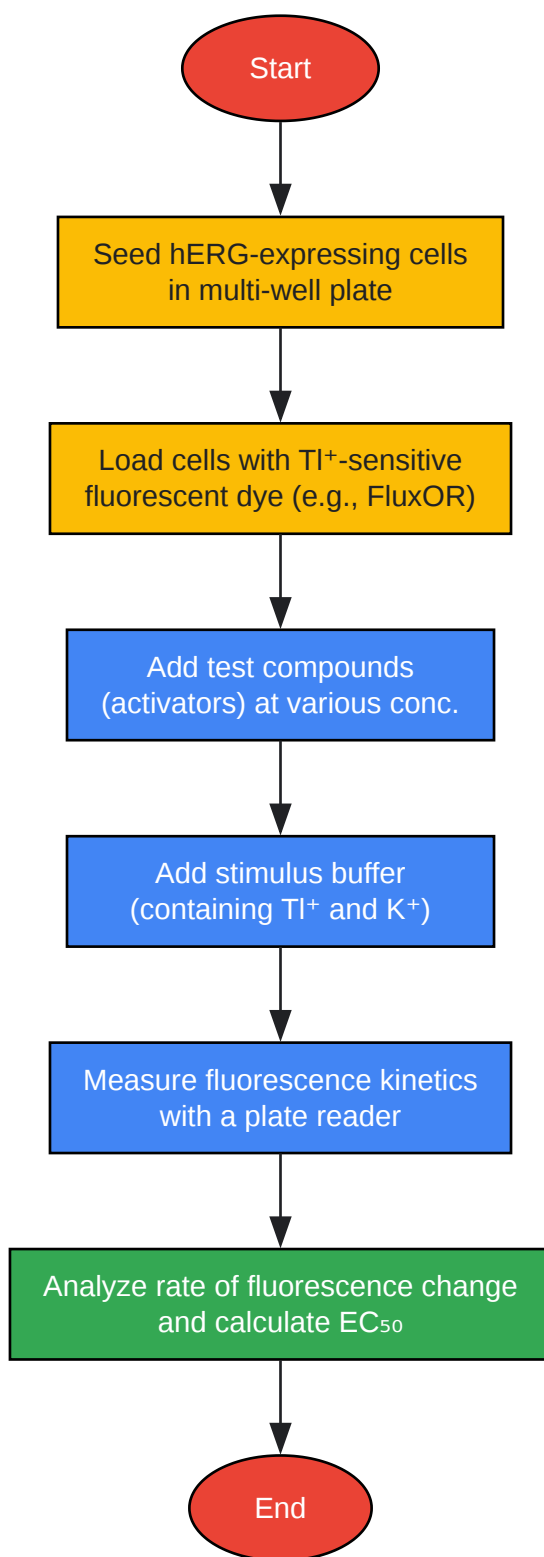 Start
Seed hERG-expressing cells
in multi-well plate
Load cells with Tl⁺-sensitive
fluorescent dye (e.g., FluxOR)
Add test compounds
(activators) at various conc.
Add stimulus buffer
(containing Tl⁺ and K⁺)
Measure fluorescence kinetics
with a plate reader
Analyze rate of fluorescence change
and calculate EC₅₀
End